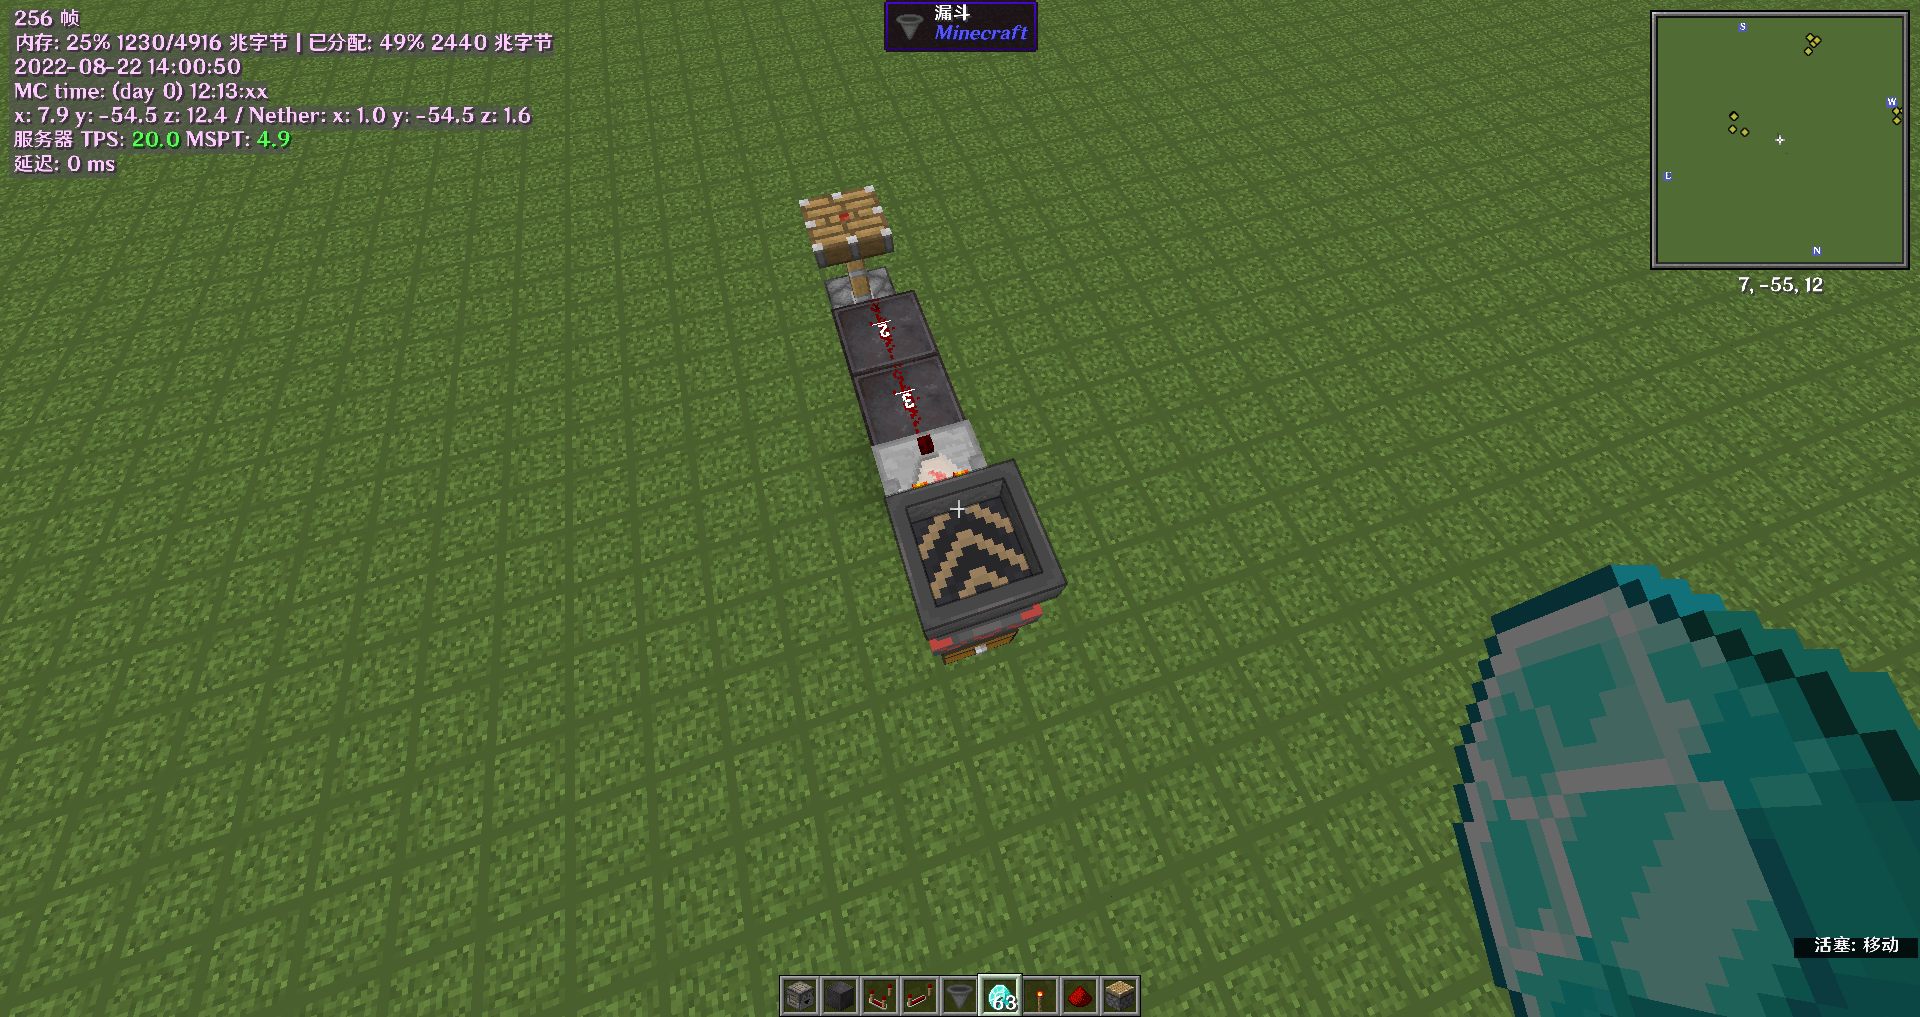 256 帧
内存: 25% 1230/4916 兆字节 | 已分配: 49% 2440 兆字节
2022-08-22 14:00:50
MC time: (day 0) 12:13:xx
x: 7.9 y: -54.5 z: 12.4 / Nether: x: 1.0 y: -54.5 z: 1.6
服务器 TPS: 20.0 MSPT: 4.9
延迟: 0 ms
漏斗
Minecraft
S
W
E
N
7, -55, 12
2
3
活塞: 移动
63